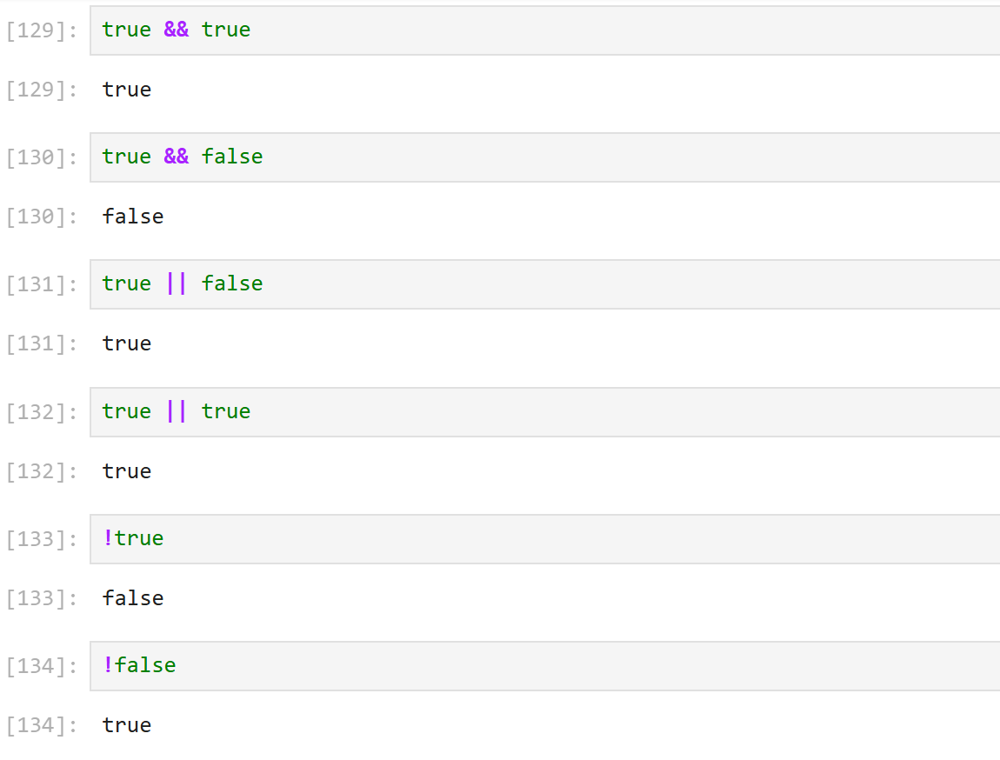 [129]: true && true
[129]: true
[130]: true && false
[130]: false
[131]: true || false
[131]: true
[132]: true || true
[132]: true
[133]: !true
[133]: false
[134]: !false
[134]: true